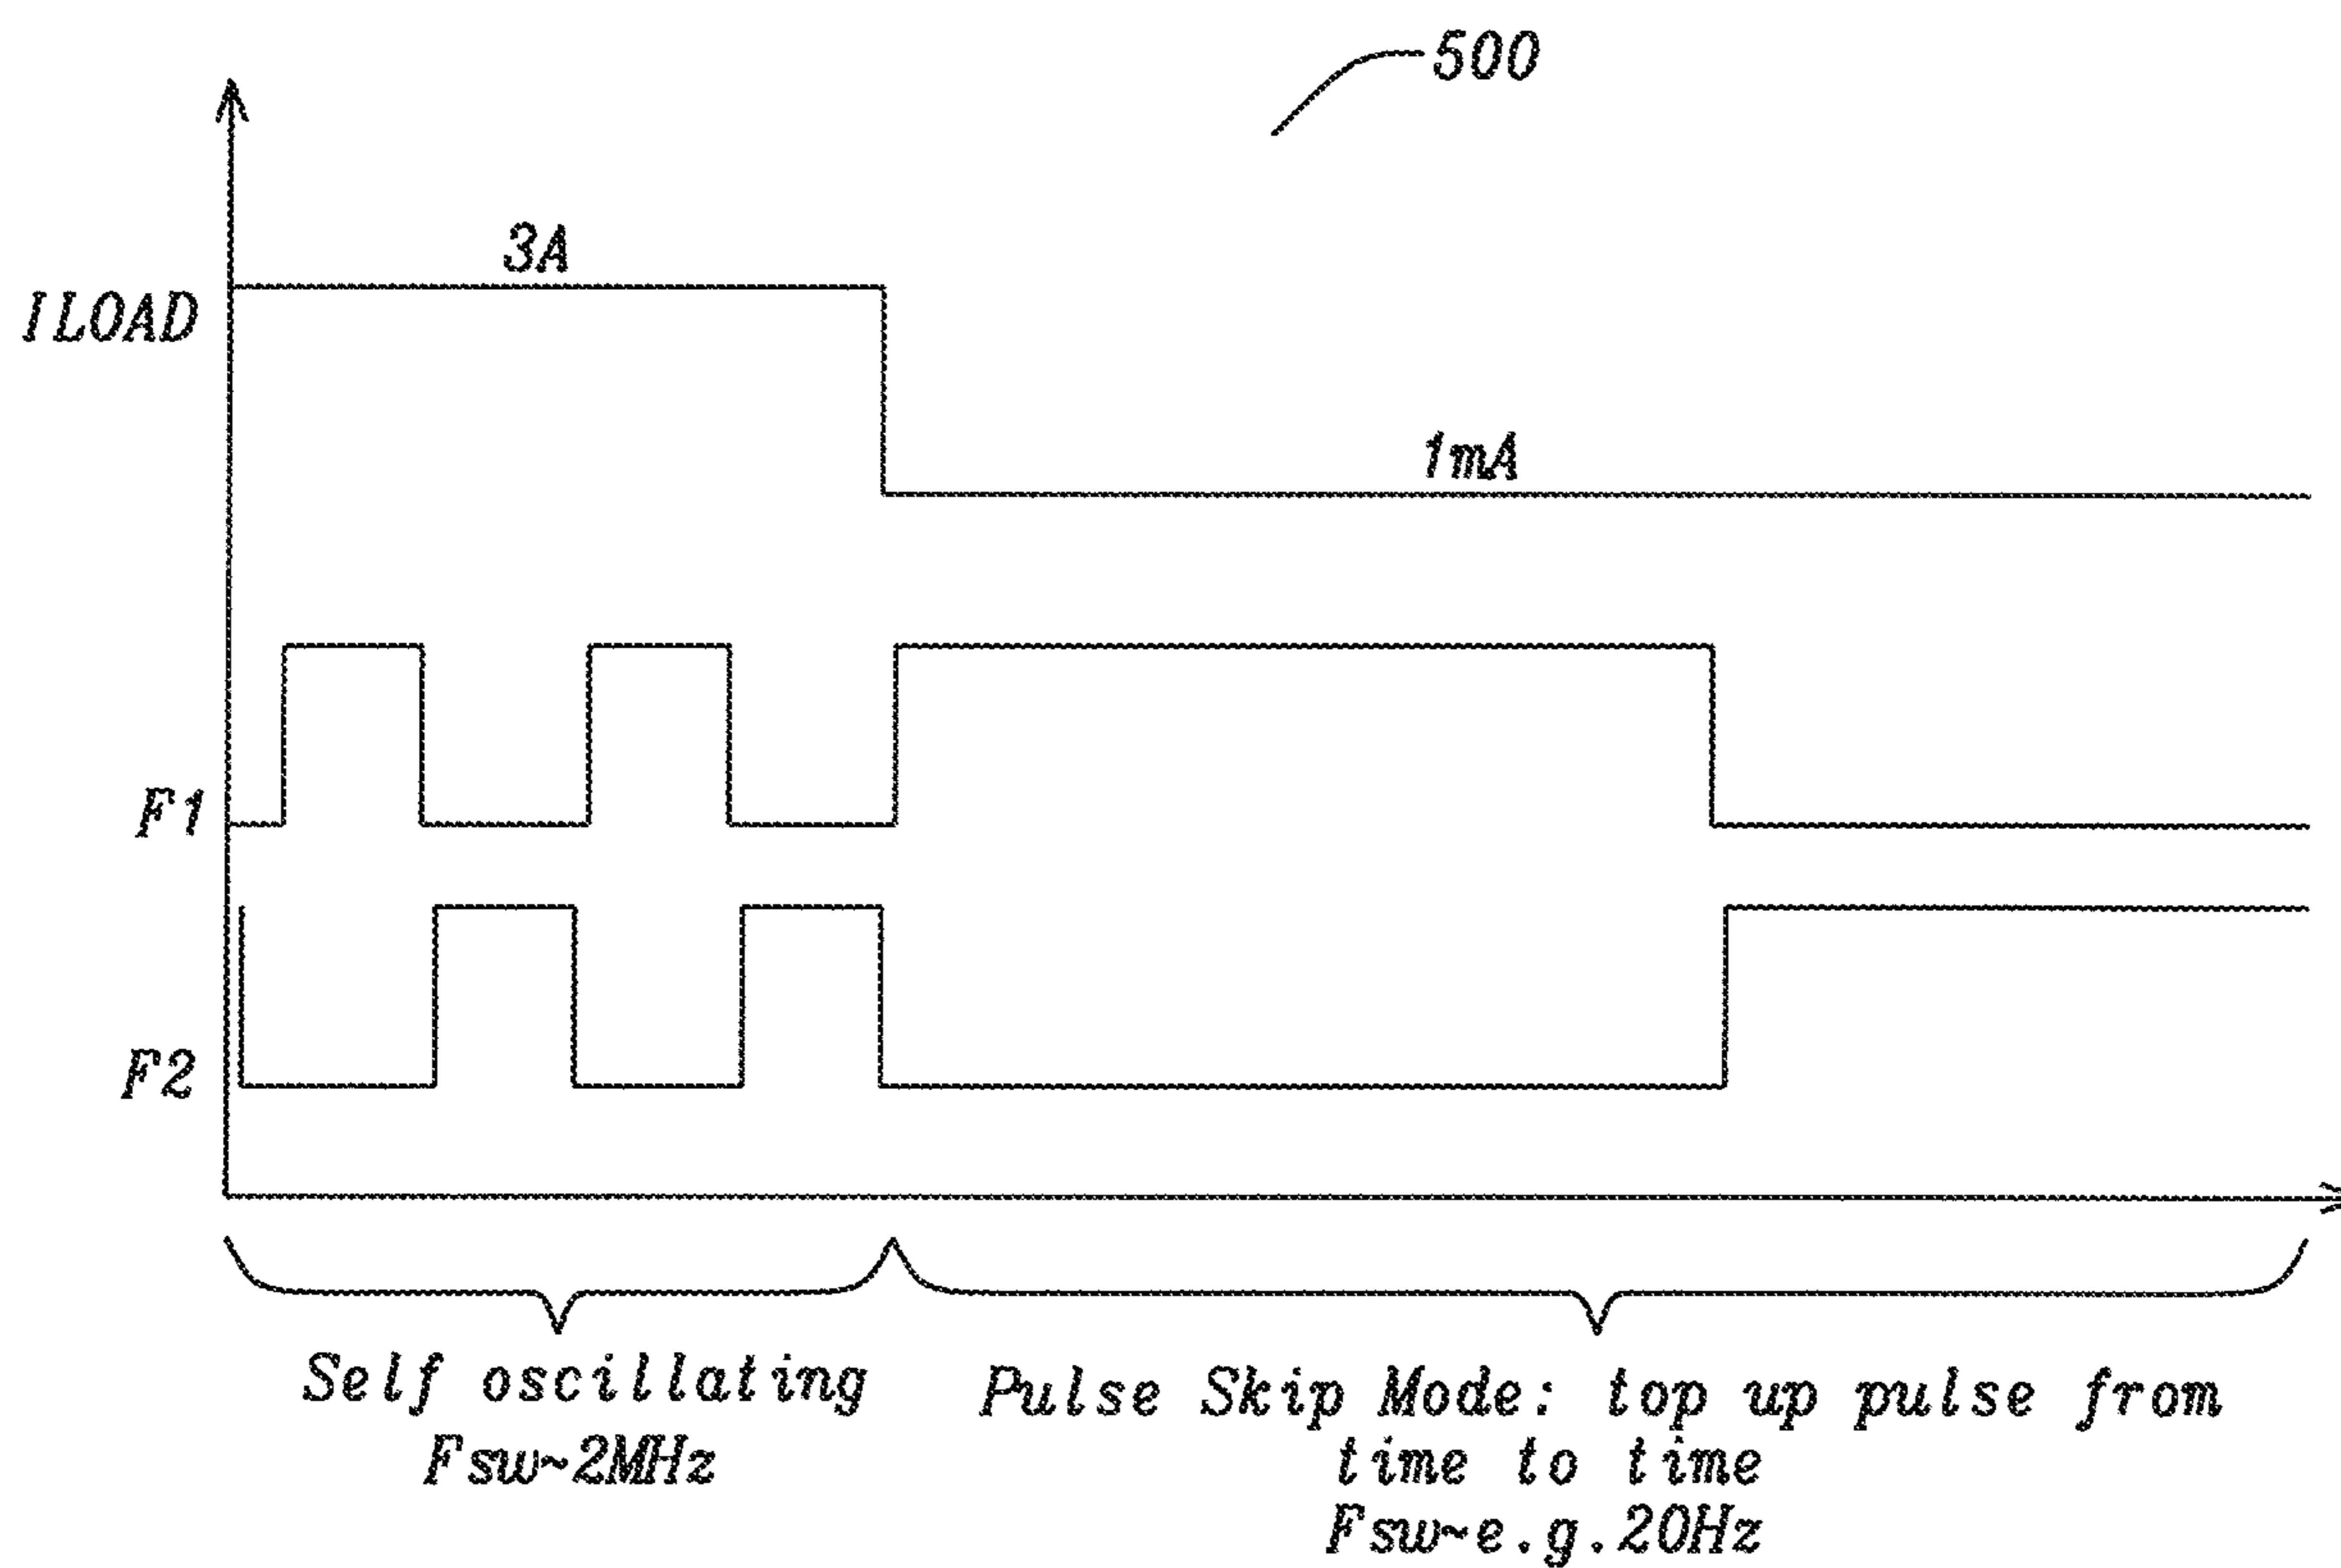 500
3A
ILOAD
1mA
F1
F2
Self oscillating
Fsw~2MHz
Pulse Skip Mode: top up pulse from
time to time
Fsw~e.g.20Hz